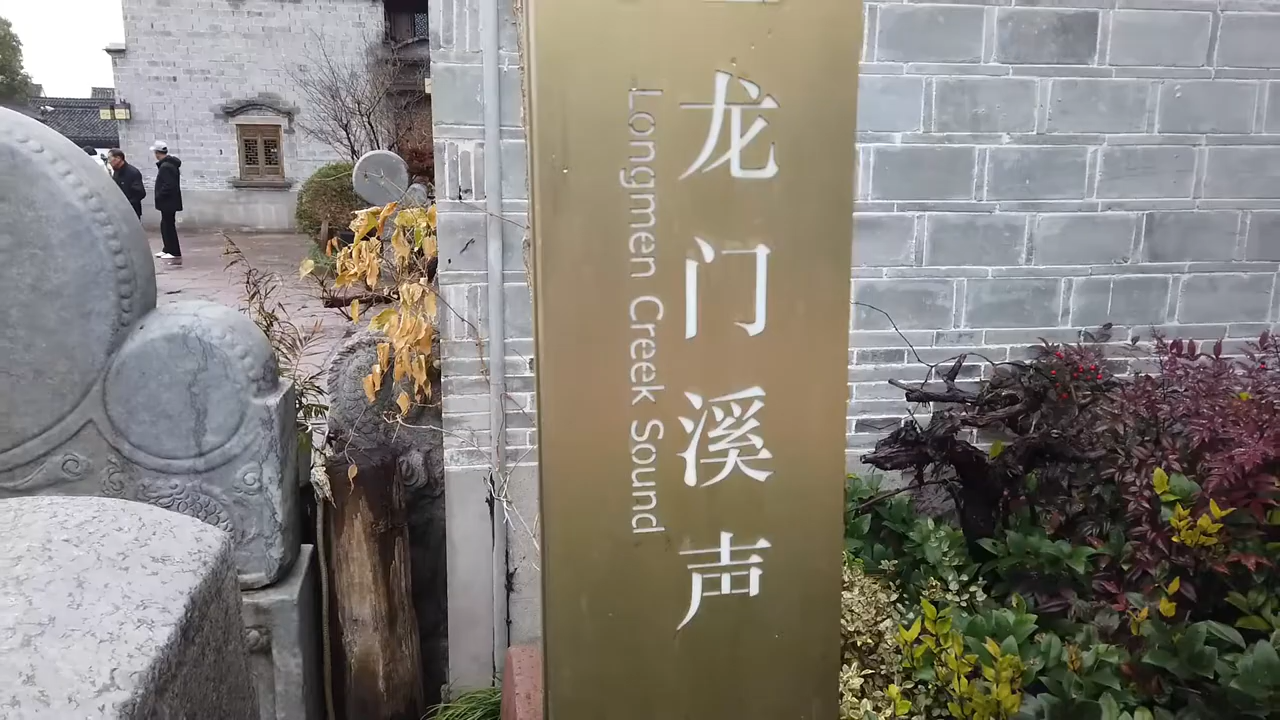 龙门溪声
Longmen Creek Sound